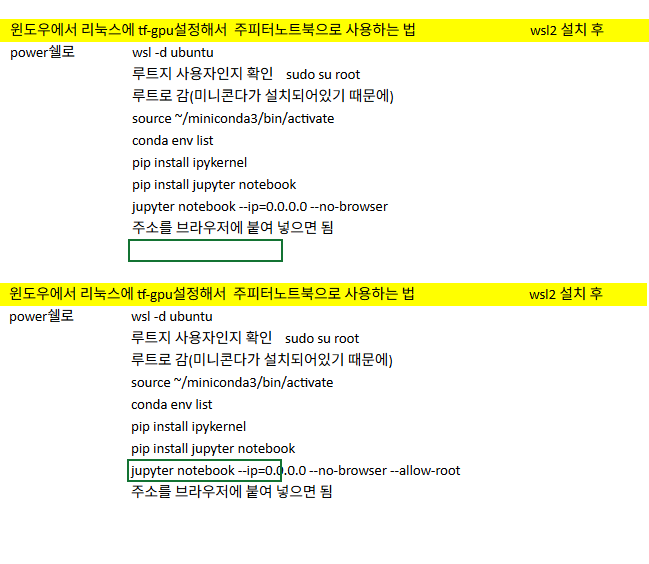 윈도우에서 리눅스에 tf-gpu설정해서 주피터노트북으로 사용하는 법 wsl2 설치 후
power쉘로 wsl -d ubuntu
루트지 사용자인지 확인 sudo su root
루트로 감(미니콘다가 설치되어있기 때문에)
source ~/miniconda3/bin/activate
conda env list
pip install ipykernel
pip install jupyter notebook
jupyter notebook --ip=0.0.0.0 --no-browser
주소를 브라우저에 붙여 넣으면 됨
윈도우에서 리눅스에 tf-gpu설정해서 주피터노트북으로 사용하는 법 wsl2 설치 후
power쉘로 wsl -d ubuntu
루트지 사용자인지 확인 sudo su root
루트로 감(미니콘다가 설치되어있기 때문에)
source ~/miniconda3/bin/activate
conda env list
pip install ipykernel
pip install jupyter notebook
jupyter notebook --ip=0.0.0.0 --no-browser --allow-root
주소를 브라우저에 붙여 넣으면 됨